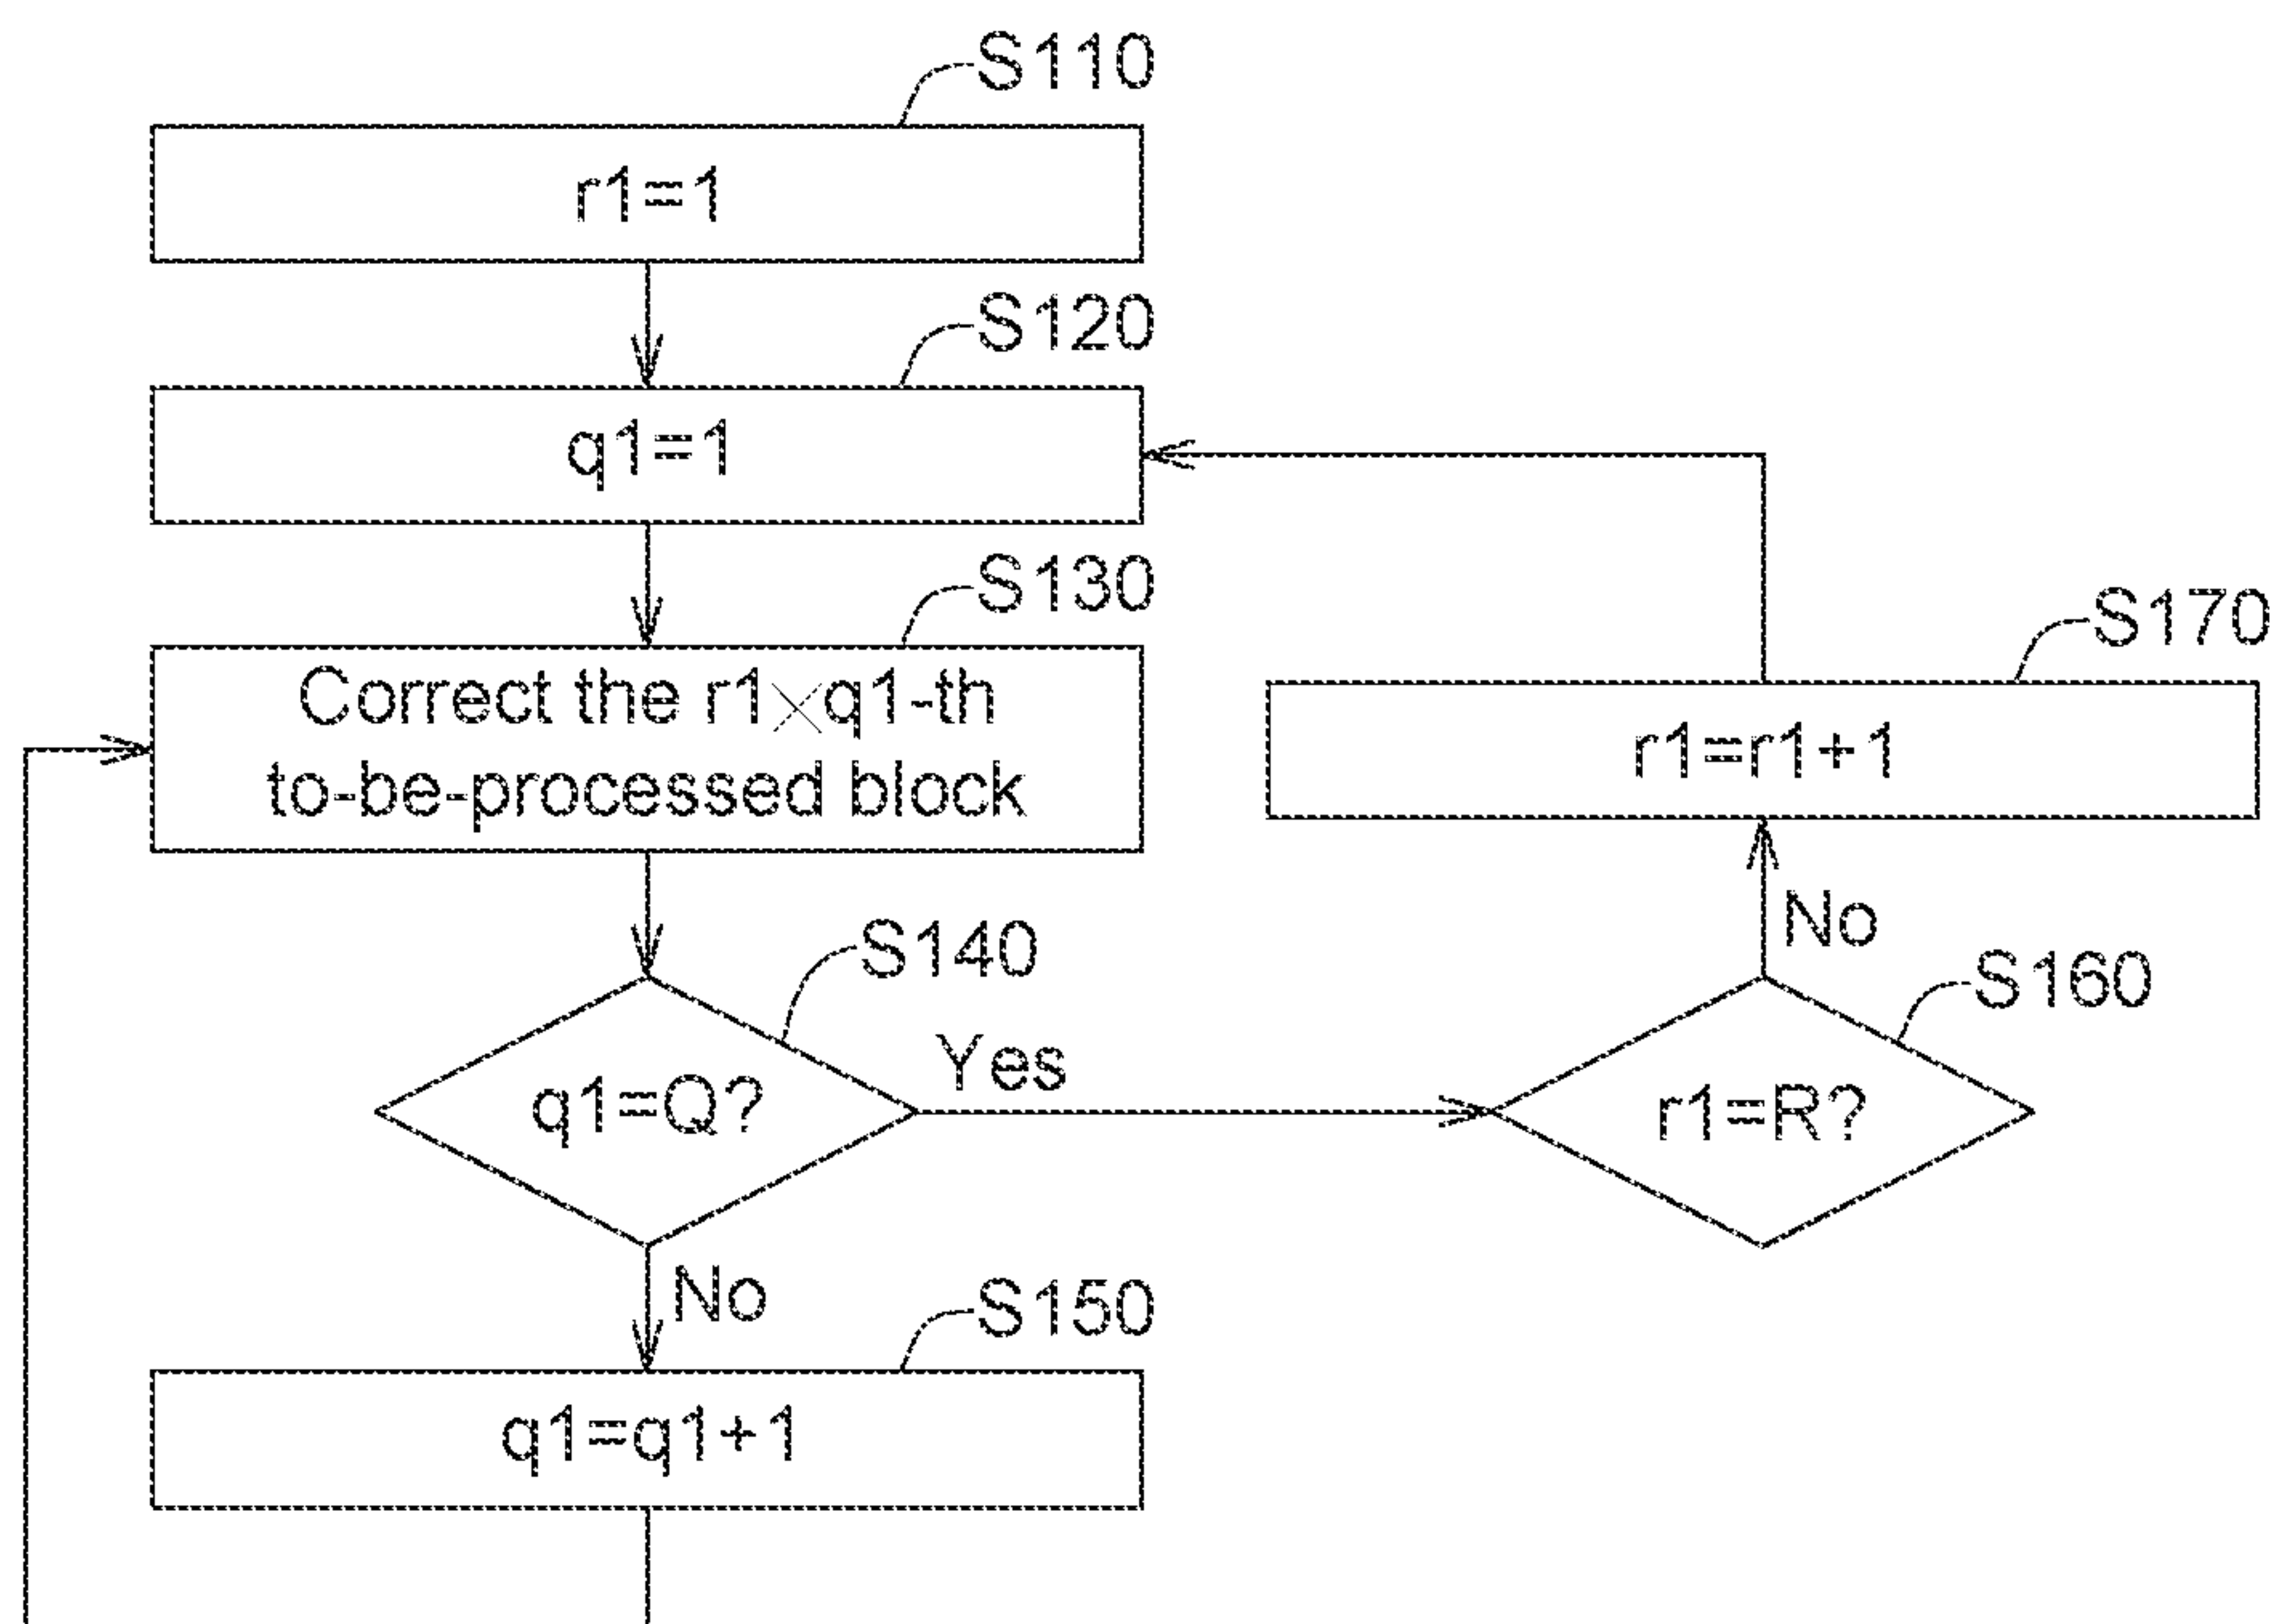 S110
r1=1
S120
q1=1
S130
Correct the r1×q1-th
to-be-processed block
S170
r1=r1+1
No
S140
S160
Yes
q1=Q?
r1=R?
No
S150
q1=q1+1